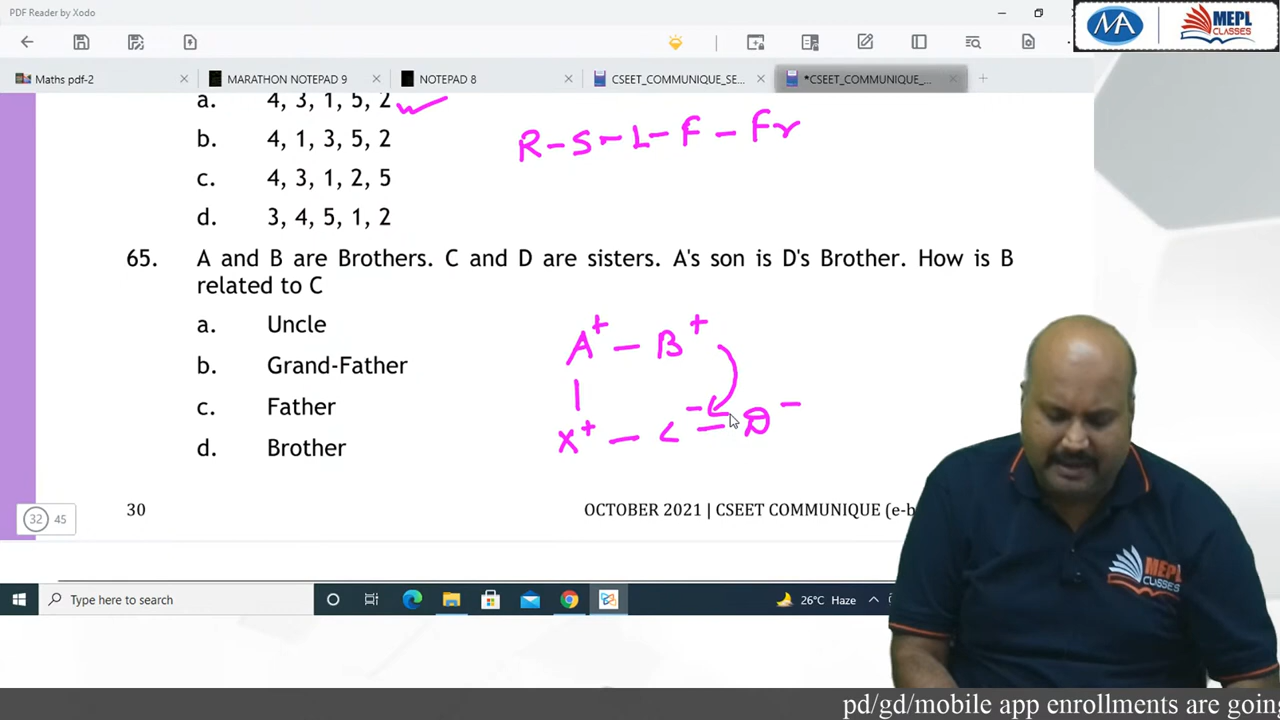 PDF Reader by Xodo
MA
MEPL
CLASSES
Maths pdf-2
MARATHON NOTEPAD 9
NOTEPAD 8
CSEET_COMMUNIQUE_SE...
*CSEET_COMMUNIQUE_...
a. 4, 3, 1, 5, 2
b. 4, 1, 3, 5, 2
c. 4, 3, 1, 2, 5
d. 3, 4, 5, 1, 2
R - S - L - F - Fr
65. A and B are Brothers. C and D are sisters. A's son is D's Brother. How is B
related to C
a. Uncle
b. Grand-Father
c. Father
d. Brother
A+ - B+
X+ - C- - D-
30
OCTOBER 2021 | CSEET COMMUNIQUE (e-b
32 45
MEPL
CLASSES
Type here to search
26°C Haze
pd/gd/mobile app enrollments are going